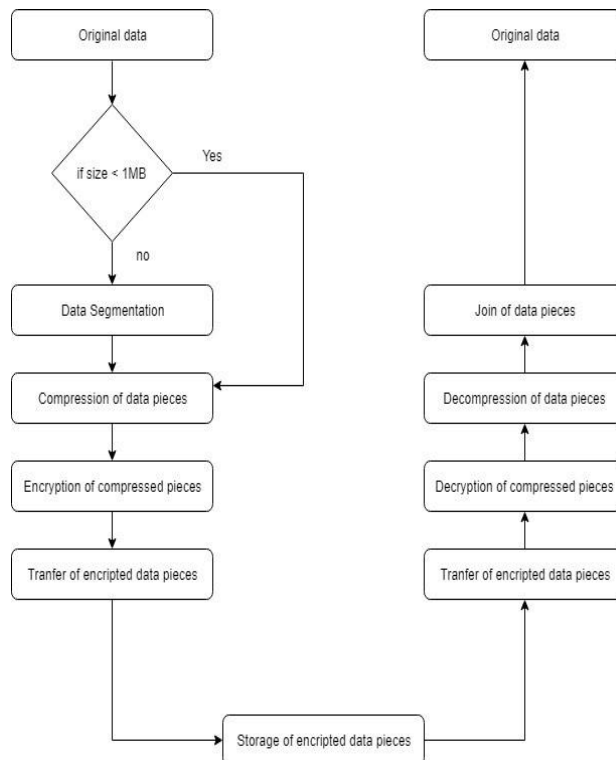 Original data
if size < 1MB
Yes
no
Data Segmentation
Compression of data pieces
Encryption of compressed pieces
Tranfer of encripted data pieces
Storage of encripted data pieces
Tranfer of encripted data pieces
Decryption of compressed pieces
Decompression of data pieces
Join of data pieces
Original data